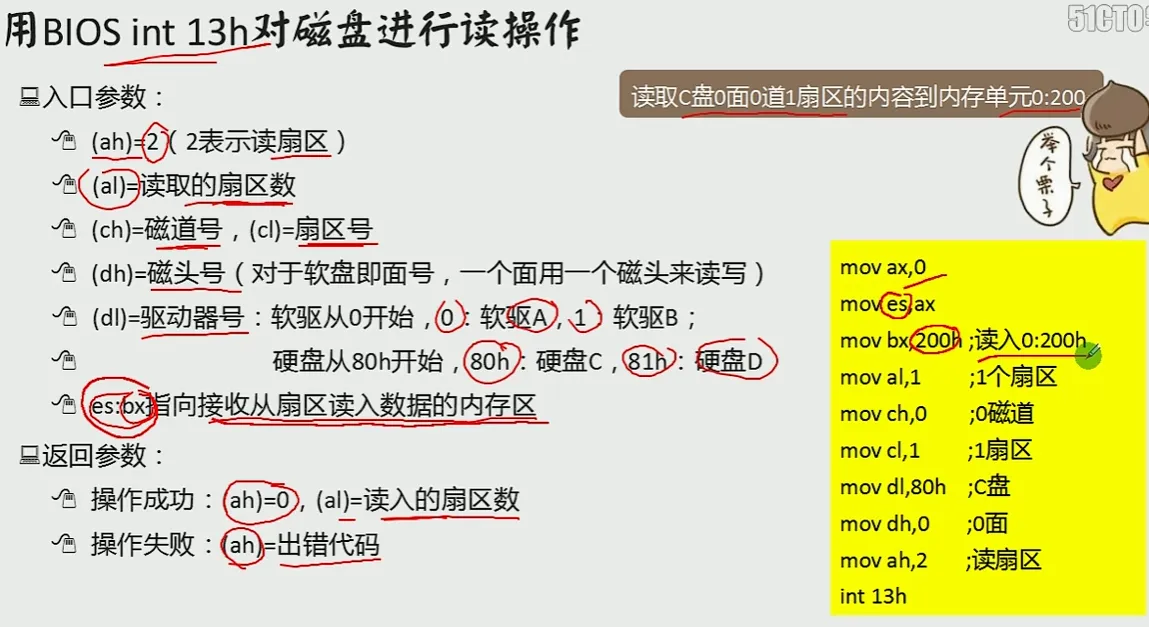 用BIOS int 13h对磁盘进行读操作
51CTO
入口参数：
(ah)=2（2表示读扇区）
(al)=读取的扇区数
(ch)=磁道号，(cl)=扇区号
(dh)=磁头号（对于软盘即面号，一个面用一个磁头来读写）
(dl)=驱动器号：软驱从0开始，0：软驱A，1：软驱B；
硬盘从80h开始，80h：硬盘C，81h：硬盘D
es:bx指向接收从扇区读入数据的内存区
返回参数：
操作成功：(ah)=0，(al)=读入的扇区数
操作失败：(ah)=出错代码
读取C盘0面0道1扇区的内容到内存单元0:200
举个栗子
mov ax,0
mov es,ax
mov bx,200h ;读入0:200h
mov al,1 ;1个扇区
mov ch,0 ;0磁道
mov cl,1 ;1扇区
mov dl,80h ;C盘
mov dh,0 ;0面
mov ah,2 ;读扇区
int 13h